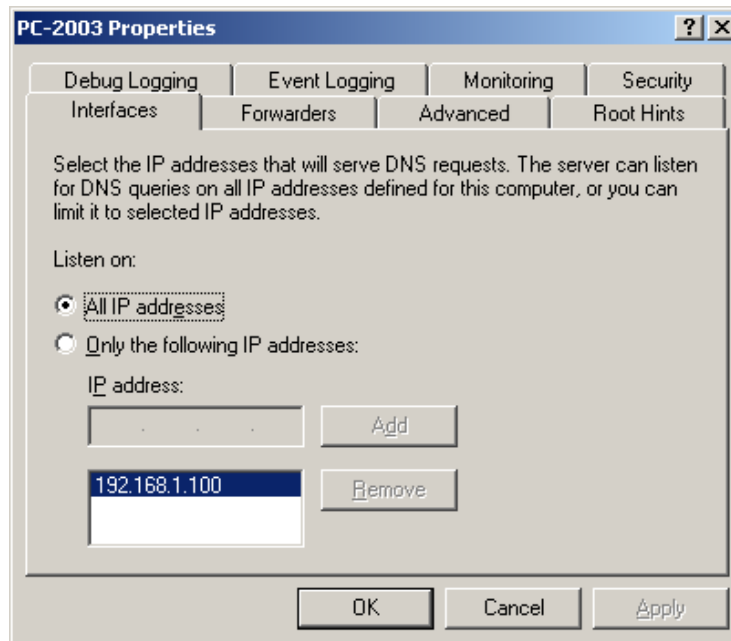 PC-2003 Properties
Debug Logging Event Logging Monitoring Security
Interfaces Forwarders Advanced Root Hints
Select the IP addresses that will serve DNS requests. The server can listen
for DNS queries on all IP addresses defined for this computer, or you can
limit it to selected IP addresses.
Listen on:
All IP addresses
Only the following IP addresses:
IP address:
. . . Add
192.168.1.100 Remove
OK Cancel Apply